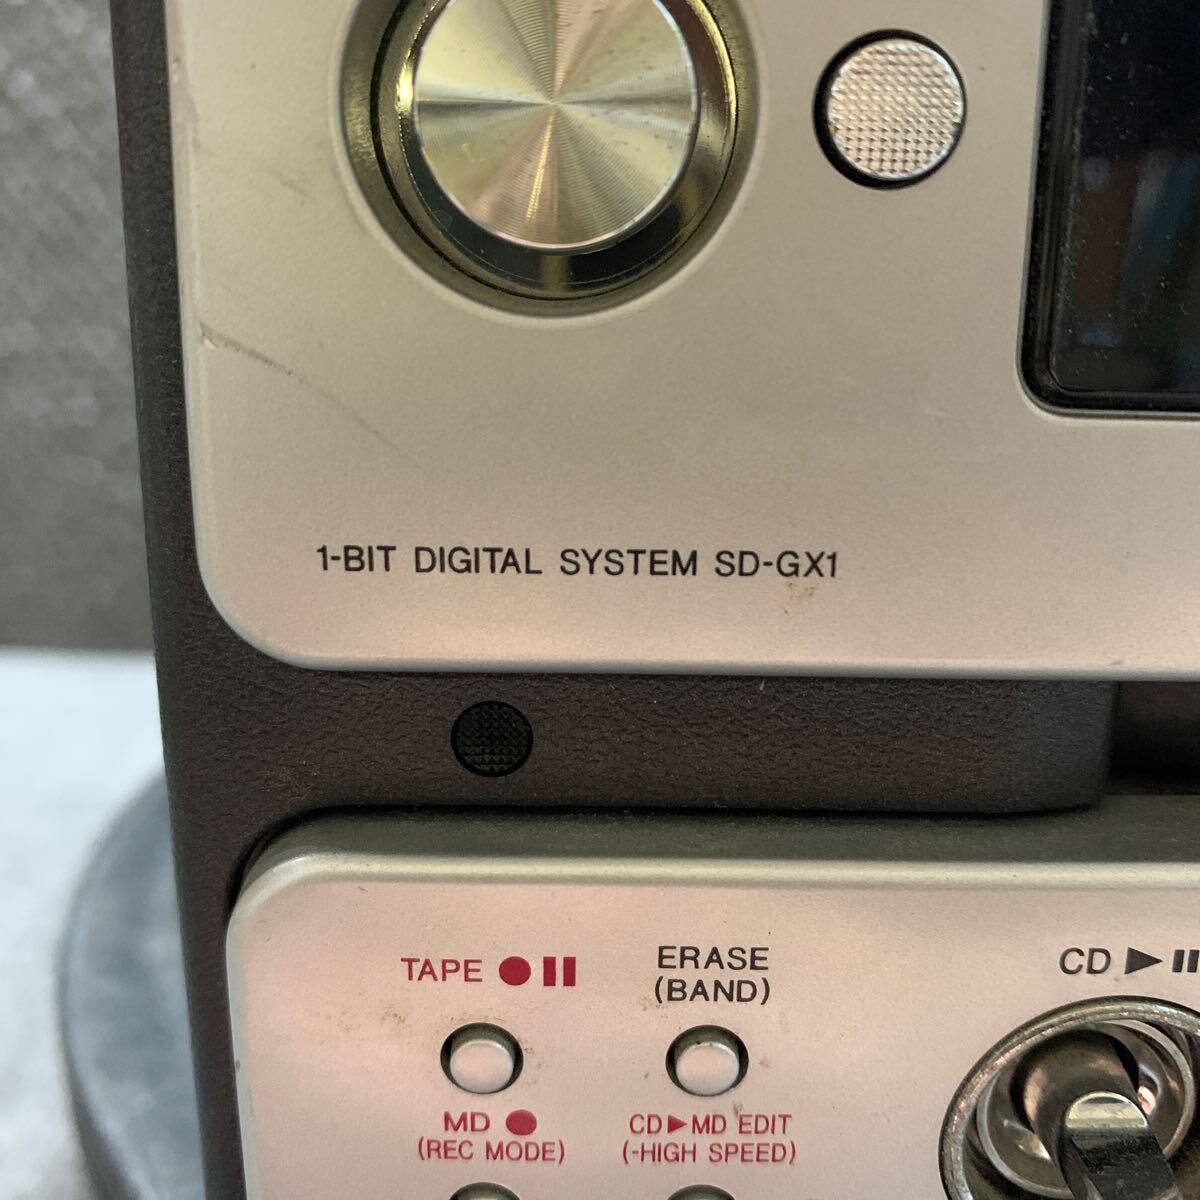 1-BIT DIGITAL SYSTEM SD-GX1
TAPE ●❚❚
ERASE
(BAND)
CD ▶❚❚
MD ●
(REC MODE)
CD▶MD EDIT
(-HIGH SPEED)